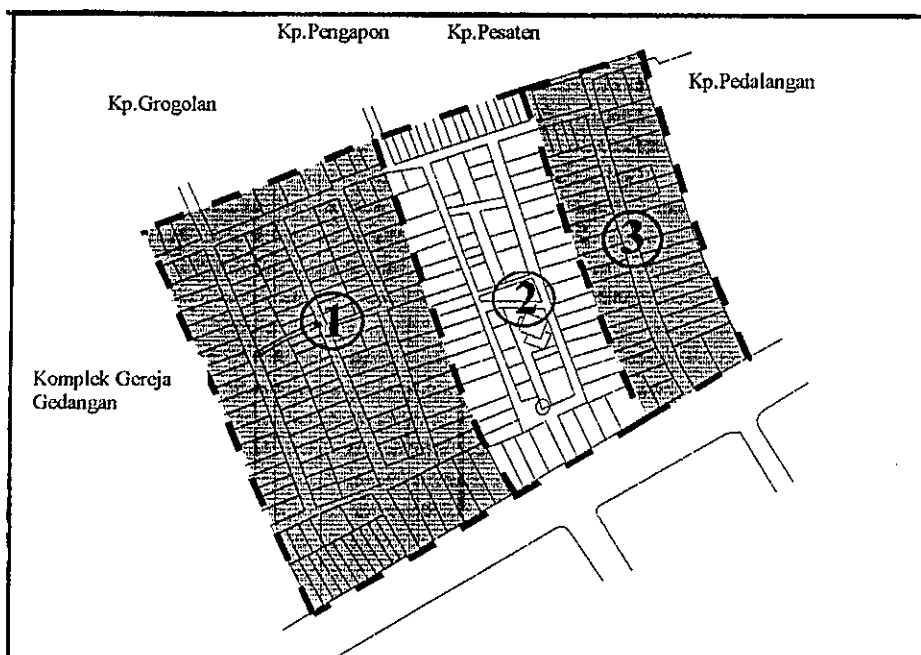 Kp.Pengapon
Kp.Pesaten
Kp.Pedalangan
Kp.Grogolan
1
2
3
Komplek Gereja
Gedangan